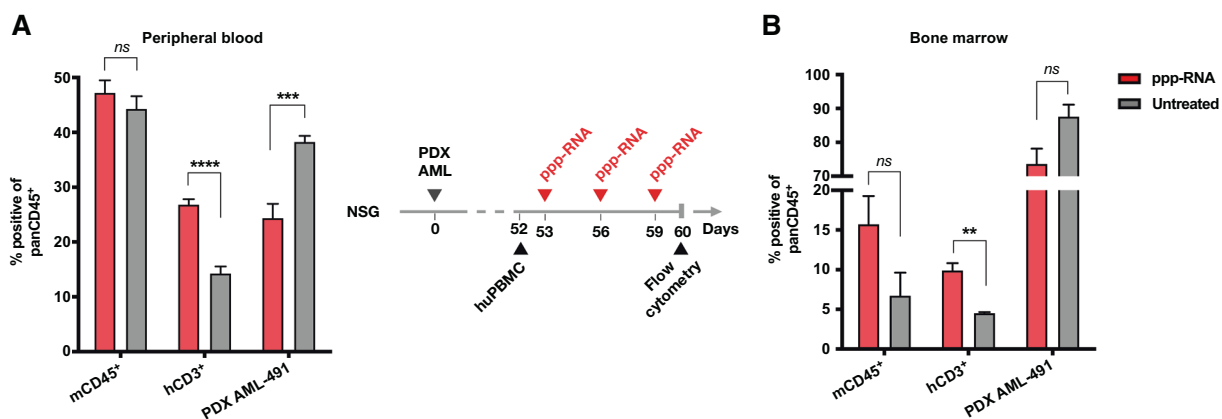 A
Peripheral blood
% positive of
panCD45⁺
50
40
30
20
10
0
ns
****
***
mCD45⁺
hCD3⁺
PDX AML-491
PDX
AML
ppp-RNA
ppp-RNA
ppp-RNA
NSG
0
52
53
56
59
60
Days
huPBMC
Flow
cytometry
B
Bone marrow
% positive of
panCD45⁺
100
90
80
70
20
15
10
5
0
ns
**
ns
mCD45⁺
hCD3⁺
PDX AML-491
ppp-RNA
Untreated